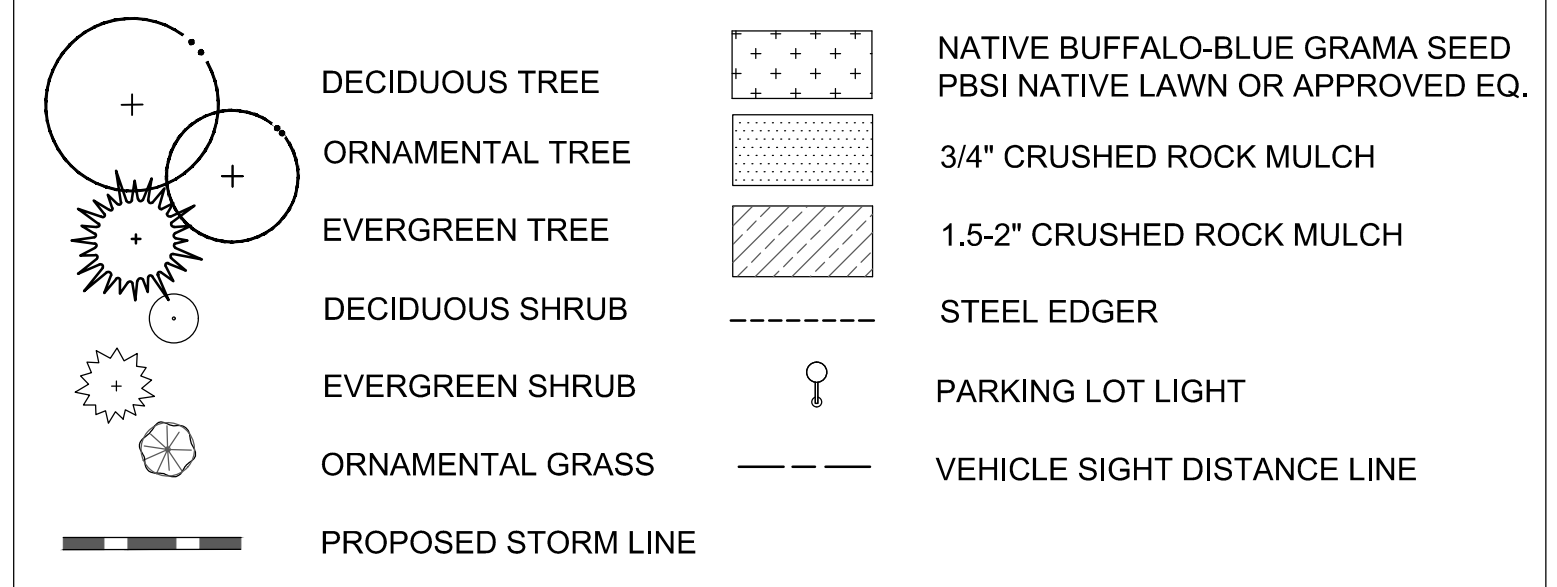 DECIDUOUS TREE
ORNAMENTAL TREE
EVERGREEN TREE
DECIDUOUS SHRUB
EVERGREEN SHRUB
ORNAMENTAL GRASS
PROPOSED STORM LINE
NATIVE BUFFALO-BLUE GRAMA SEED
PBSI NATIVE LAWN OR APPROVED EQ.
3/4" CRUSHED ROCK MULCH
1.5-2" CRUSHED ROCK MULCH
STEEL EDGER
PARKING LOT LIGHT
VEHICLE SIGHT DISTANCE LINE